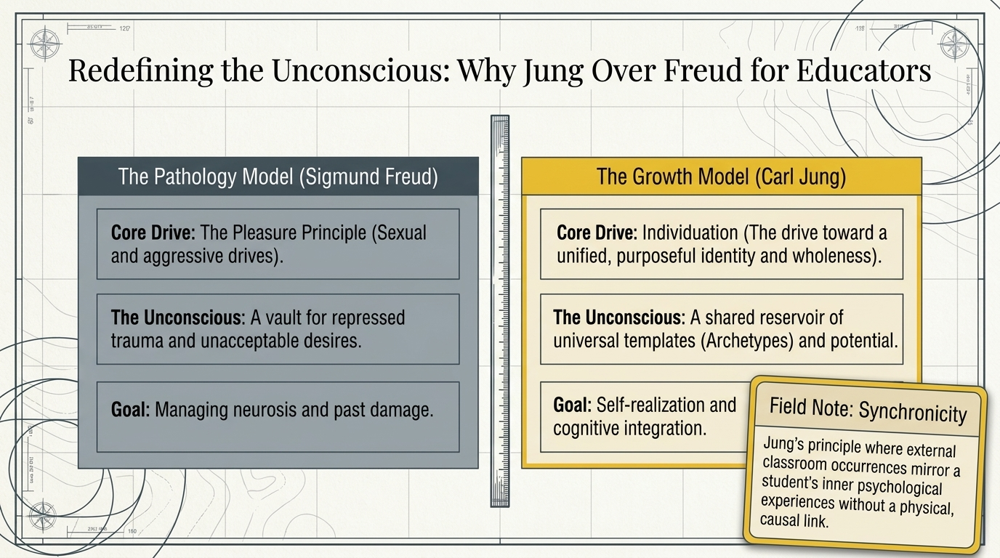 Redefining the Unconscious: Why Jung Over Freud for Educators
The Pathology Model (Sigmund Freud)
Core Drive: The Pleasure Principle (Sexual
and aggressive drives).
The Unconscious: A vault for repressed
trauma and unacceptable desires.
Goal: Managing neurosis and past damage.
The Growth Model (Carl Jung)
Core Drive: Individuation (The drive toward a
unified, purposeful identity and wholeness).
The Unconscious: A shared reservoir of
universal templates (Archetypes) and potential.
Goal: Self-realization and
cognitive integration.
Field Note: Synchronicity
Jung's principle where external
classroom occurrences mirror a
student's inner psychological
experiences without a physical,
causal link.
180